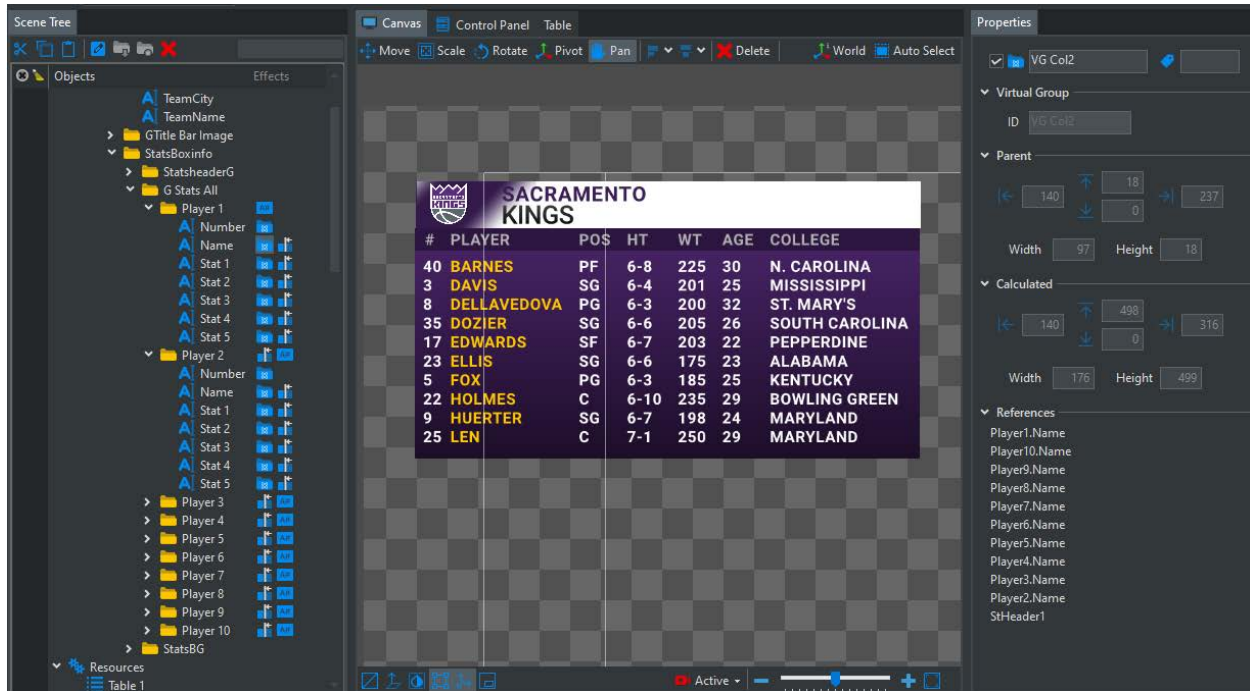 Scene Tree
Objects Effects
TeamCity
TeamName
GTitle Bar Image
StatsBoxinfo
StatsheaderG
G Stats All
Player 1
Number
Name
Stat 1
Stat 2
Stat 3
Stat 4
Stat 5
Player 2
Number
Name
Stat 1
Stat 2
Stat 3
Stat 4
Stat 5
Player 3
Player 4
Player 5
Player 6
Player 7
Player 8
Player 9
Player 10
StatsBG
Resources
Table 1
Canvas Control Panel Table
Move Scale Rotate Pivot Pan Delete World Auto Select
KINGS
SACRAMENTO
KINGS
# PLAYER POS HT WT AGE COLLEGE
40 BARNES PF 6-8 225 30 N. CAROLINA
3 DAVIS SG 6-4 201 25 MISSISSIPPI
8 DELLAVEDOVA PG 6-3 200 32 ST. MARY'S
35 DOZIER SG 6-6 205 26 SOUTH CAROLINA
17 EDWARDS SF 6-7 203 22 PEPPERDINE
23 ELLIS SG 6-6 175 23 ALABAMA
5 FOX PG 6-3 185 25 KENTUCKY
22 HOLMES C 6-10 235 29 BOWLING GREEN
9 HUERTER SG 6-7 198 24 MARYLAND
25 LEN C 7-1 250 29 MARYLAND
Active
Properties
VG Col2
Virtual Group
ID VG Col2
Parent
18
140 237
0
Width 97 Height 18
Calculated
498
140 316
0
Width 176 Height 499
References
Player1.Name
Player10.Name
Player9.Name
Player8.Name
Player7.Name
Player6.Name
Player5.Name
Player4.Name
Player3.Name
Player2.Name
StHeader1